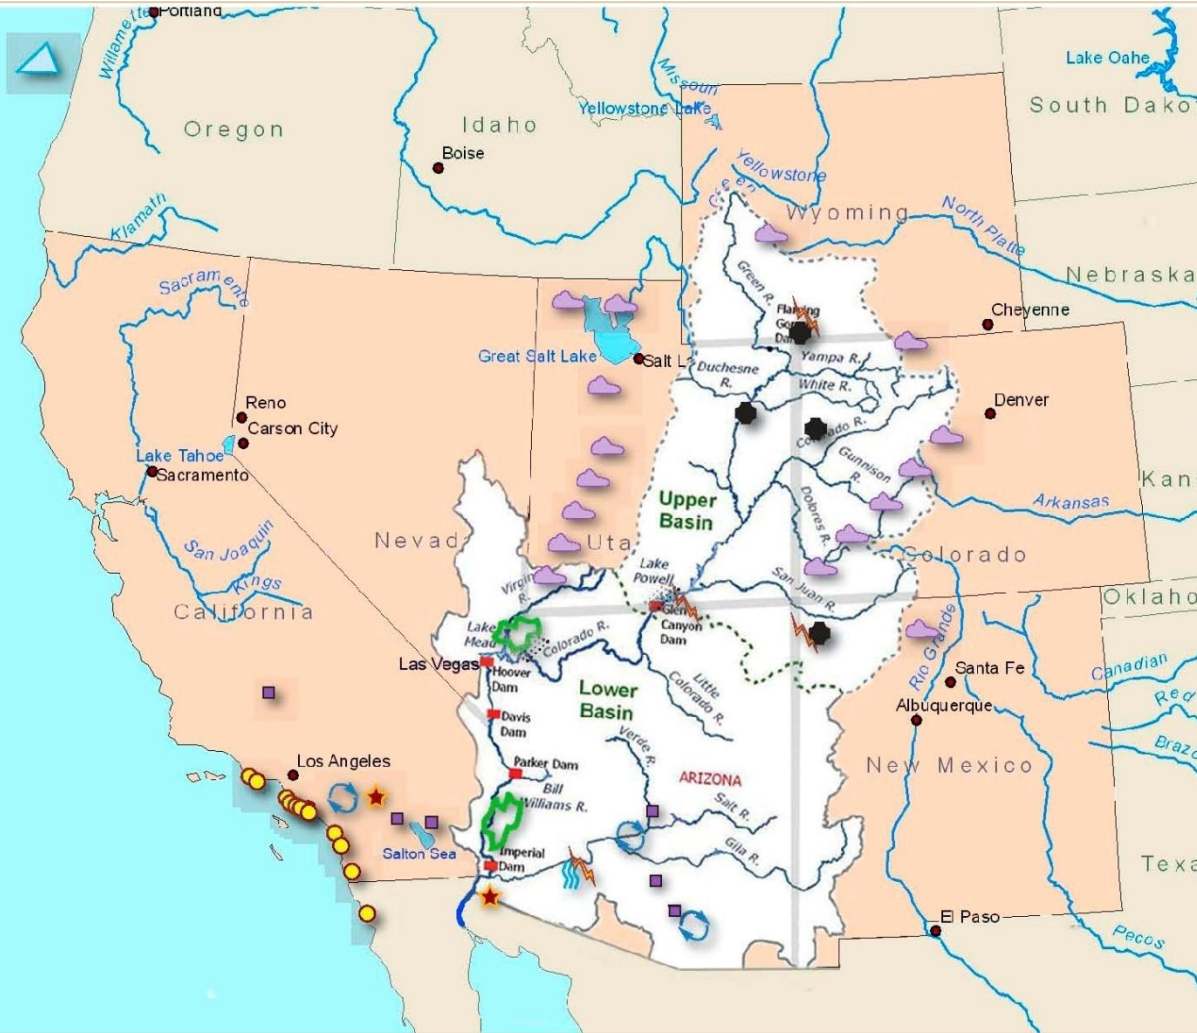 Portland
Willamette
Missouri
Lake Oahe
South Dako
Yellowstone Lake
Oregon
Idaho
Boise
Yellowstone
Green
Wyoming
North Platte
Klamath
Nebraska
Sacramento
Green R.
Flaming
Gorge
Dam
Cheyenne
Great Salt Lake
Salt L
Yampa R.
Duchesne
R.
White R.
Reno
Carson City
Denver
Lake Tahoe
Sacramento
Colorado R.
Gunnison
R.
Kan
Arkansas
Upper
Basin
Dolores R.
San Joaquin
Nevad
Uta
Colorado
Kings
California
Virgin
R.
Lake
Powell
San Juan R.
Oklaho
Glen
Canyon
Dam
Lake
Mead
Colorado R.
Rio Grande
Las Vegas
Hoover
Dam
Little
Colorado R.
Santa Fe
Canadian
Lower
Basin
Red
Albuquerque
Davis
Dam
Verde R.
Brazo
Los Angeles
Parker Dam
ARIZONA
New Mexico
Bill
Williams R.
Salt R.
Salton Sea
Imperial
Dam
Gila R.
Texa
El Paso
Pecos